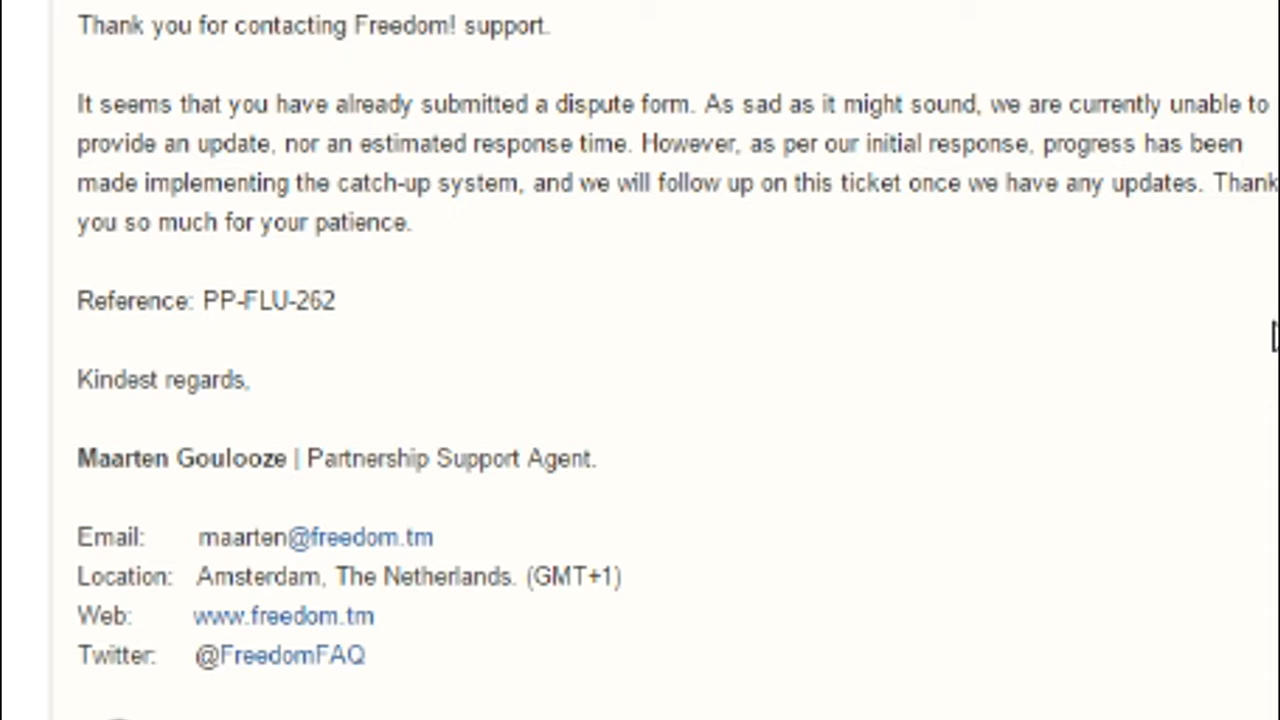 Thank you for contacting Freedom! support.
It seems that you have already submitted a dispute form. As sad as it might sound, we are currently unable to
provide an update, nor an estimated response time. However, as per our initial response, progress has been
made implementing the catch-up system, and we will follow up on this ticket once we have any updates. Thank
you so much for your patience.
Reference: PP-FLU-262
Kindest regards,
Maarten Goulooze | Partnership Support Agent.
Email: maarten@freedom.tm
Location: Amsterdam, The Netherlands. (GMT+1)
Web: www.freedom.tm
Twitter: @FreedomFAQ